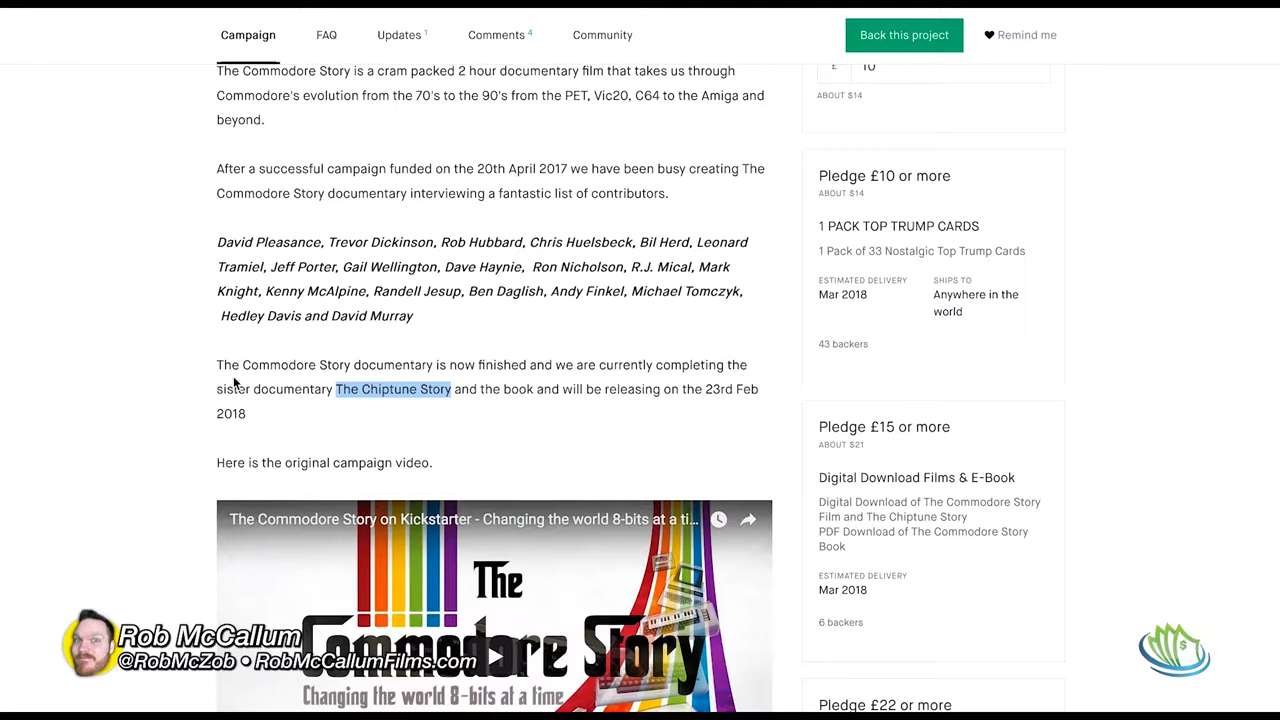 Campaign
FAQ
Updates 1
Comments 4
Community
Back this project
Remind me
The Commodore Story is a cram packed 2 hour documentary film that takes us through
Commodore's evolution from the 70's to the 90's from the PET, Vic20, C64 to the Amiga and
beyond.
After a successful campaign funded on the 20th April 2017 we have been busy creating The
Commodore Story documentary interviewing a fantastic list of contributors.
David Pleasance, Trevor Dickinson, Rob Hubbard, Chris Huelsbeck, Bil Herd, Leonard
Tramiel, Jeff Porter, Gail Wellington, Dave Haynie, Ron Nicholson, R.J. Mical, Mark
Knight, Kenny McAlpine, Randell Jesup, Ben Daglish, Andy Finkel, Michael Tomczyk,
Hedley Davis and David Murray
The Commodore Story documentary is now finished and we are currently completing the
sister documentary The Chiptune Story and the book and will be releasing on the 23rd Feb
2018
Here is the original campaign video.
The Commodore Story on Kickstarter - Changing the world 8-bits at a ti...
The
Commodore Story
Changing the world 8-bits at a time
Rob McCallum
@RobMcZob • RobMcCallumFilms.com
£ 10
ABOUT $14
Pledge £10 or more
ABOUT $14
1 PACK TOP TRUMP CARDS
1 Pack of 33 Nostalgic Top Trump Cards
ESTIMATED DELIVERY
Mar 2018
SHIPS TO
Anywhere in the
world
43 backers
Pledge £15 or more
ABOUT $21
Digital Download Films & E-Book
Digital Download of The Commodore Story
Film and The Chiptune Story
PDF Download of The Commodore Story
Book
ESTIMATED DELIVERY
Mar 2018
6 backers
$
Pledge £22 or more